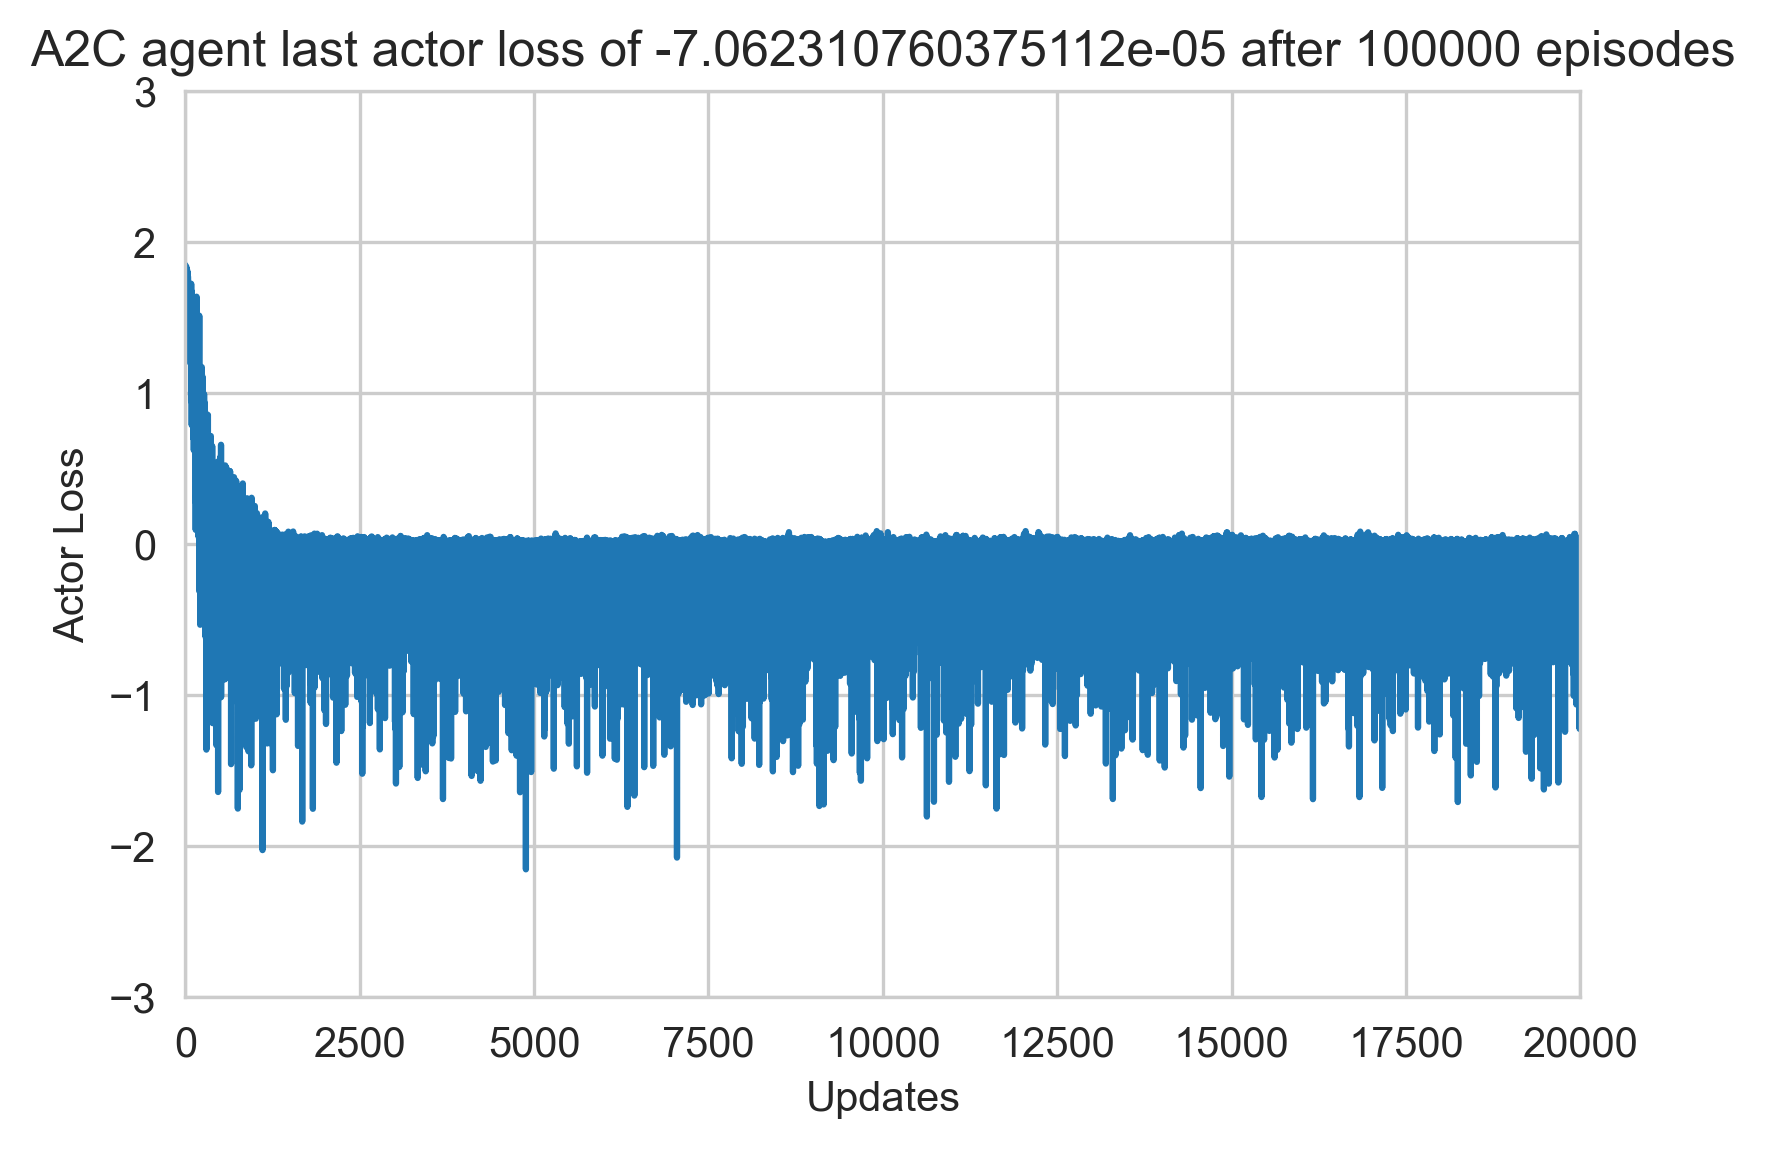 A2C agent last actor loss of -7.062310760375112e-05 after 100000 episodes
3
2
1
0
−1
−2
−3
Actor Loss
0 2500 5000 7500 10000 12500 15000 17500 20000
Updates